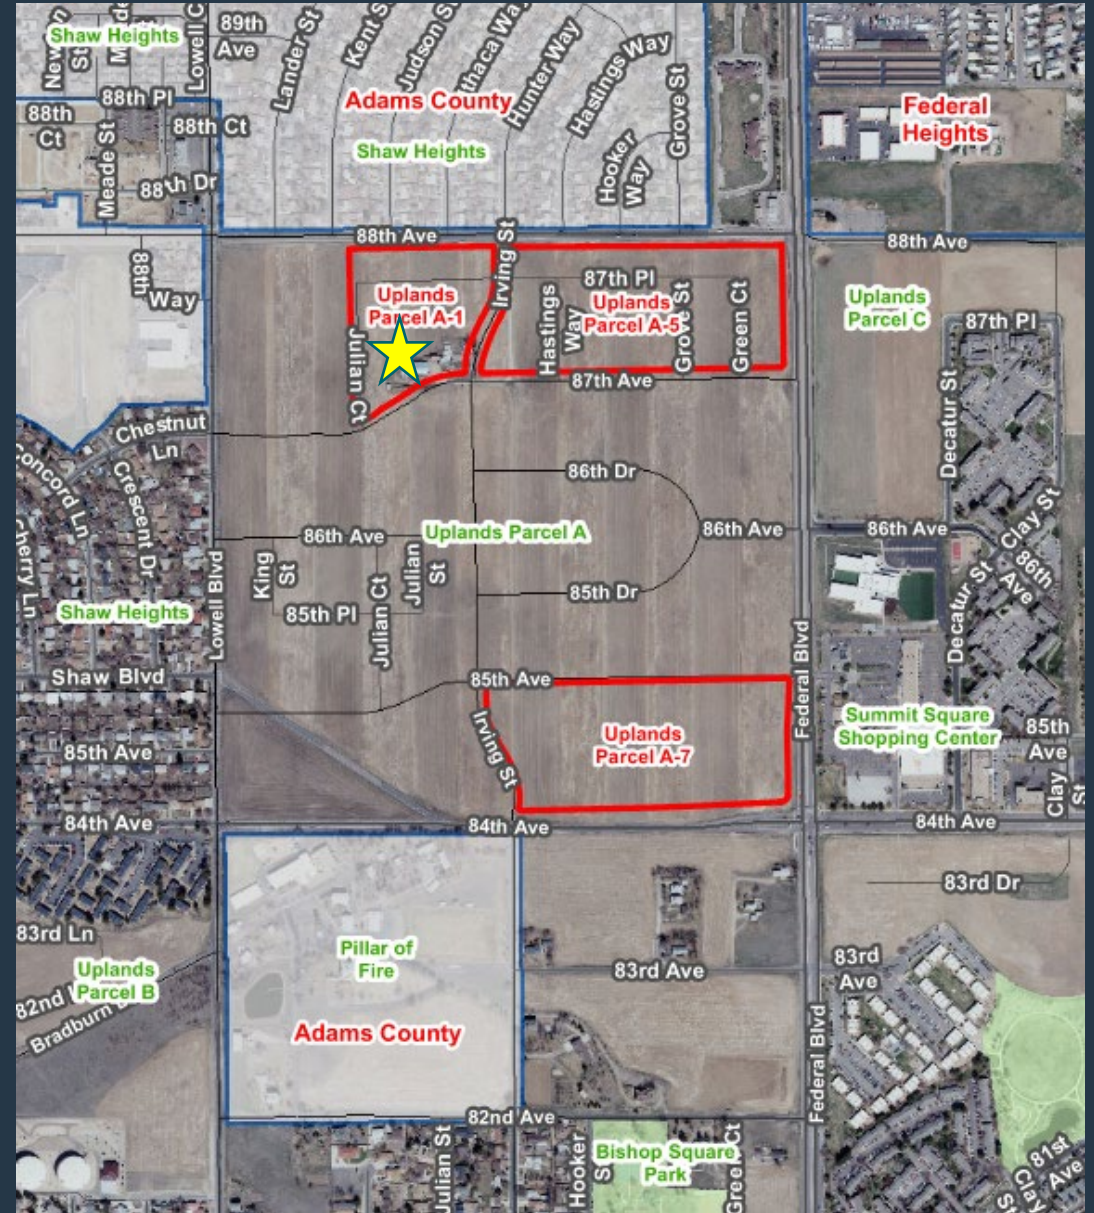 Shaw Heights
89th
Ave
Lowell C
Lander St
Kent S
Judson S
Ithaca Way
Hunter Way
Hastings Way
Grove St
Adams County
Federal
Heights
88th Pl
88th
Ct
Meade St
88th Ct
88th Dr
Shaw Heights
Hooker
Way
88th Ave
Irving St
88th Ave
88th
Way
Uplands
Parcel A-1
Julian Ct
87th Pl
Uplands
Parcel A-5
Hastings
Way
Grove St
Green Ct
Uplands
Parcel C
87th Pl
87th Ave
Decatur St
Chestnut
Ln
Concord Ln
Crescent Dr
Cherry Ln
86th Dr
Clay St
86th Ave
Uplands Parcel A
86th Ave
86th Ave
86th
Ave
King
St
Julian
St
85th Dr
85th Pl
Julian Ct
Lowell Blvd
Shaw Heights
Decatur St
Federal Blvd
Shaw Blvd
85th Ave
Irving St
Uplands
Parcel A-7
Summit Square
Shopping Center
85th
Ave
85th Ave
Clay
St
84th Ave
84th Ave
84th Ave
83rd Dr
83rd Ln
Pillar of
Fire
83rd Ave
83rd
Ave
Uplands
Parcel B
82nd
Bradburn
Adams County
Federal Blvd
82nd Ave
Julian St
Hooker
S
Bishop Square
Park
Gree Ct
81st
Ave
Clay
St